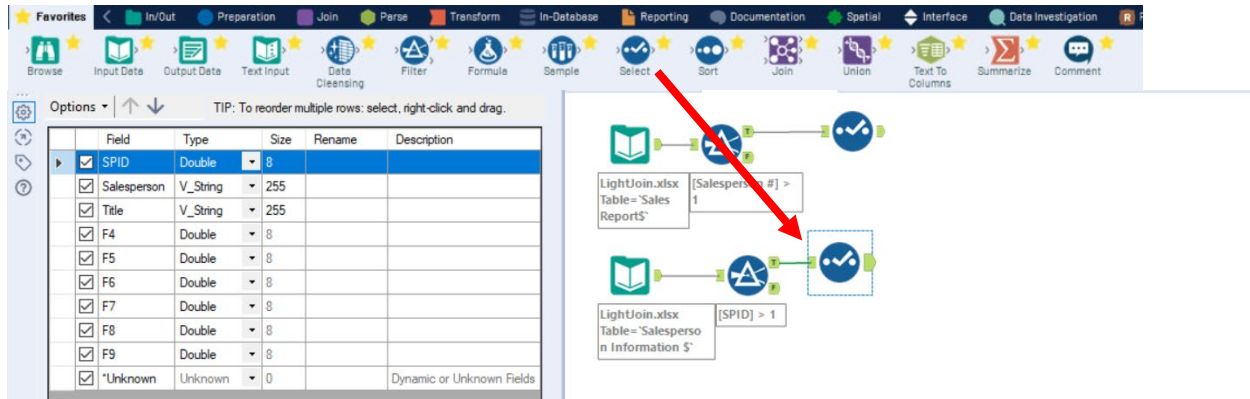 Favorites In/Out Preparation Join Parse Transform In-Database Reporting Documentation Spatial Interface Data Investigation R
Browse Input Data Output Data Text Input Data Cleansing Filter Formula Sample Select Sort Join Union Text To Columns Summarize Comment
Options TIP: To reorder multiple rows: select, right-click and drag.
Field Type Size Rename Description
SPID Double 8
Salesperson V_String 255
Title V_String 255
F4 Double 8
F5 Double 8
F6 Double 8
F7 Double 8
F8 Double 8
F9 Double 8
*Unknown Unknown 0 Dynamic or Unknown Fields
T
F
LightJoin.xlsx
Table=`Sales
Report$`
[Salesperson #] >
1
T
F
LightJoin.xlsx
Table=`Salesperso
n Information $`
[SPID] > 1